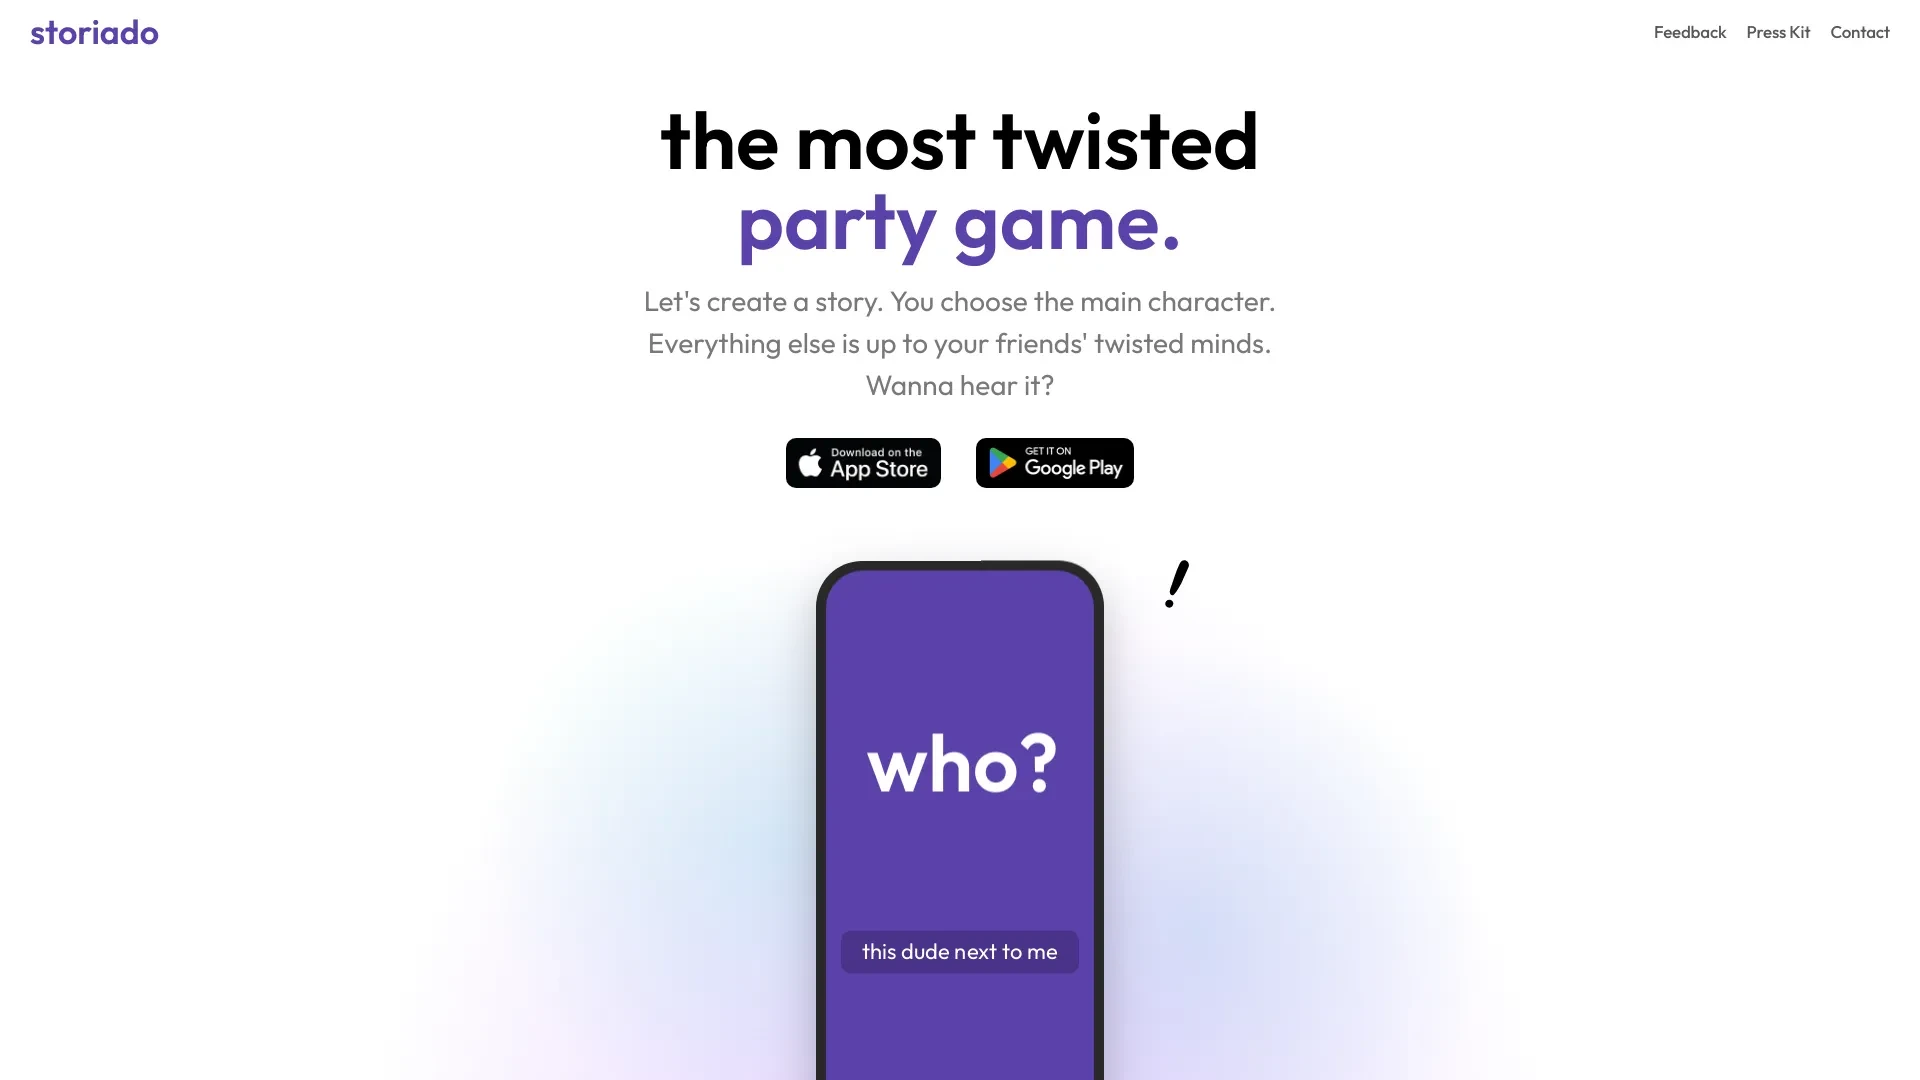 storiado
Feedback
Press Kit
Contact
the most twisted
party game.
Let's create a story. You choose the main character.
Everything else is up to your friends' twisted minds.
Wanna hear it?
Download on the
App Store
GET IT ON
Google Play
!
who?
this dude next to me